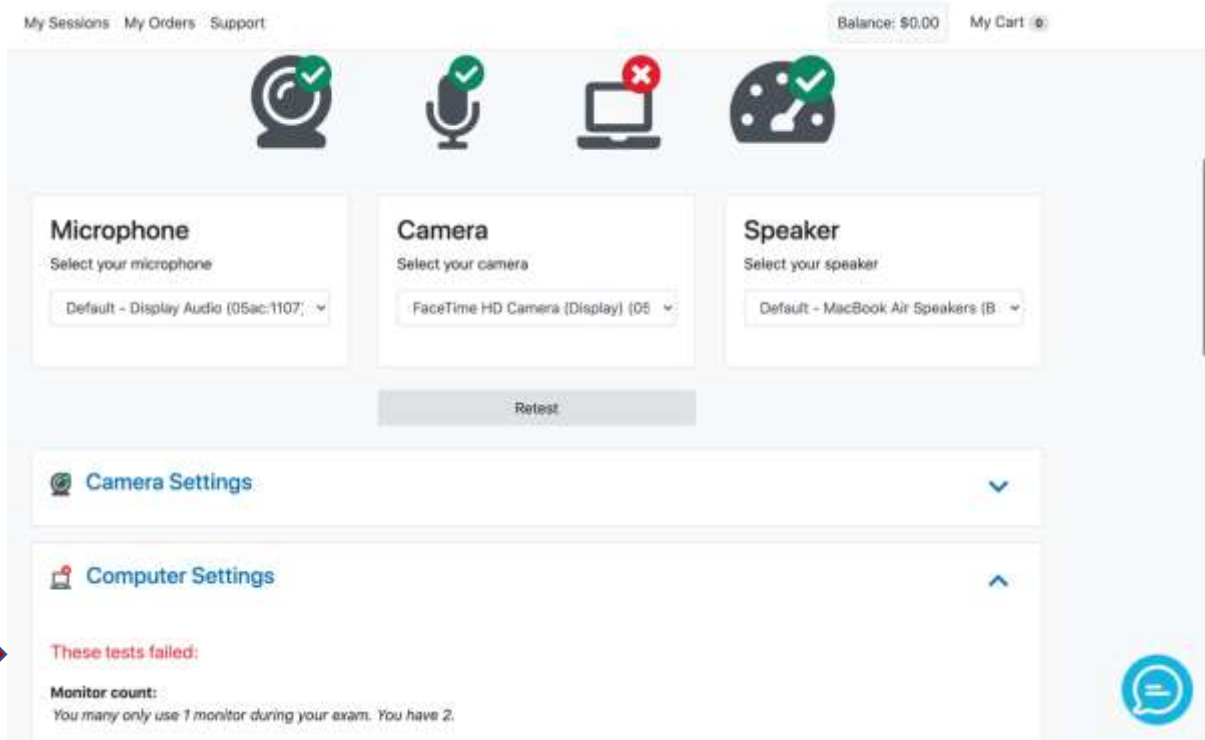 My Sessions My Orders Support Balance: $0.00 My Cart 0
Microphone
Select your microphone
Default - Display Audio (05ac:1107)
Camera
Select your camera
FaceTime HD Camera (Display) (05
Speaker
Select your speaker
Default - MacBook Air Speakers (B
Retest
Camera Settings
Computer Settings
These tests failed:
Monitor count:
You many only use 1 monitor during your exam. You have 2.